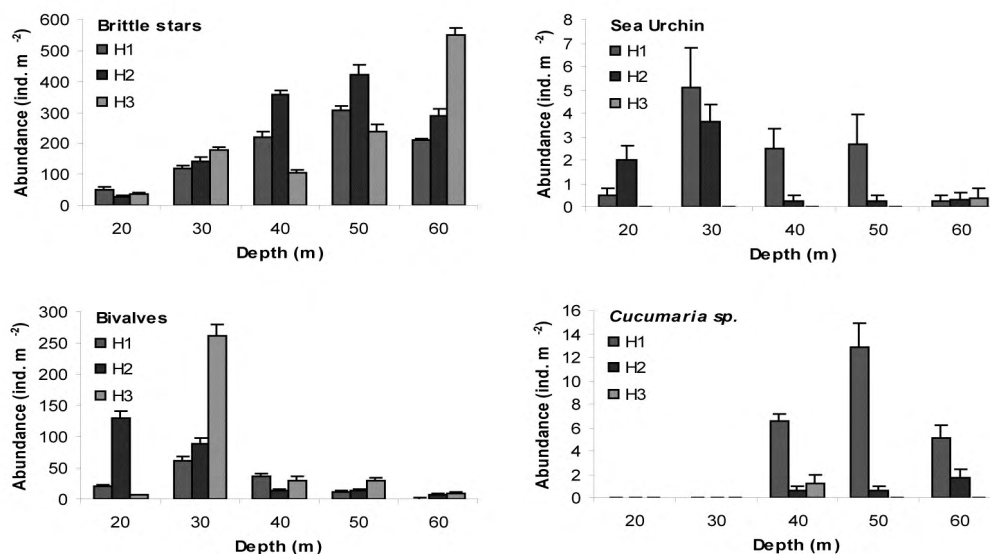 Brittle stars
H1
H2
H3
Abundance (ind. m -2)
600
500
400
300
200
100
0
20 30 40 50 60
Depth (m)
Sea Urchin
H1
H2
H3
Abundance (ind. m -2)
8
7
6
5
4
3
2
1
0
20 30 40 50 60
Depth (m)
Bivalves
H1
H2
H3
Abundance (ind. m -2)
300
250
200
150
100
50
0
20 30 40 50 60
Depth (m)
Cucumaria sp.
H1
H2
H3
Abundance (ind. m -2)
16
14
12
10
8
6
4
2
0
20 30 40 50 60
Depth (m)